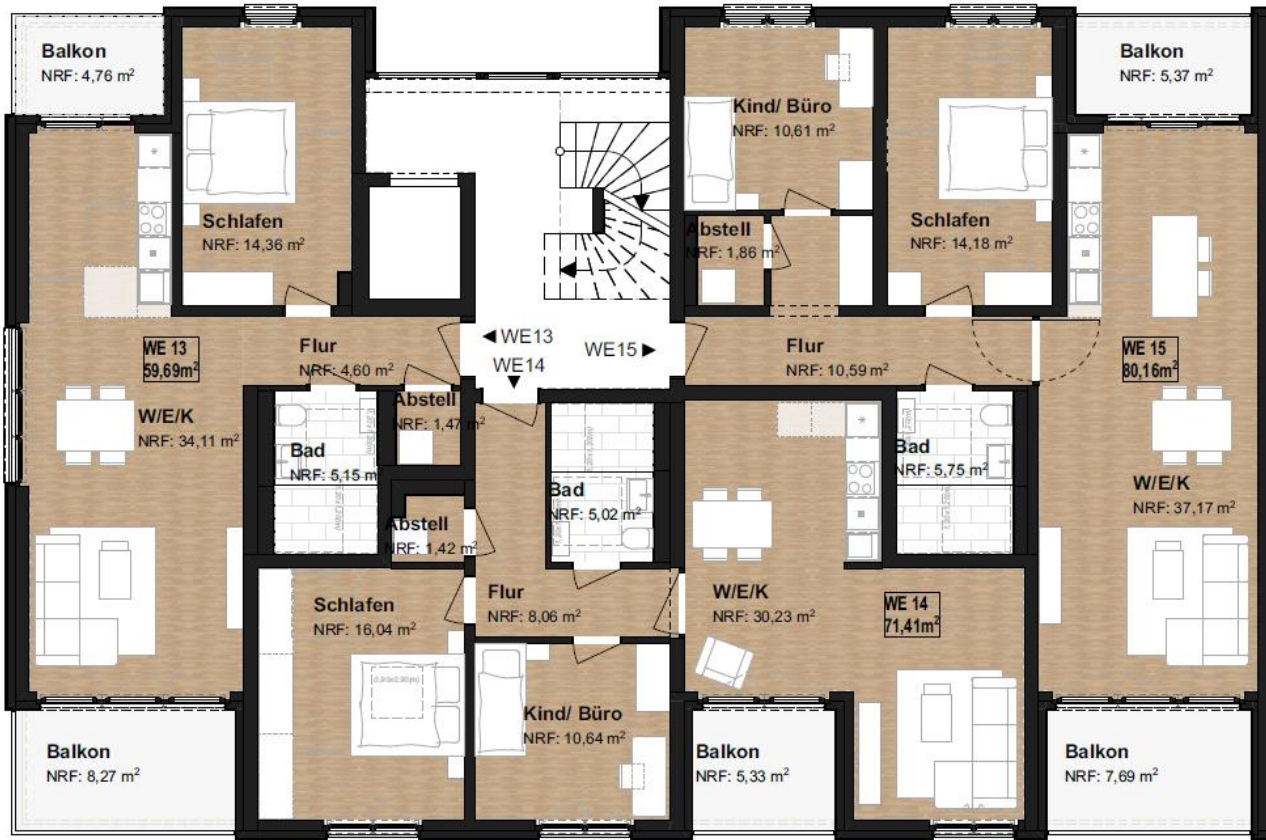 Balkon
NRF: 4,76 m²
Schlafen
NRF: 14,36 m²
Kind/ Büro
NRF: 10,61 m²
Abstell
NRF: 1,86 m²
Schlafen
NRF: 14,18 m²
Balkon
NRF: 5,37 m²
WE 13
59,69m²
Flur
NRF: 4,60 m²
WE13
WE14
WE15
Flur
NRF: 10,59 m²
WE 15
80,16m²
W/E/K
NRF: 34,11 m²
Abstell
NRF: 1,47 m²
Bad
NRF: 5,15 m
Bad
NRF: 5,02 m²
Bad
NRF: 5,75 m²
W/E/K
NRF: 37,17 m²
Abstell
NRF: 1,42 m²
Schlafen
NRF: 16,04 m²
Flur
NRF: 8,06 m²
W/E/K
NRF: 30,23 m²
WE 14
71,41m²
Kind/ Büro
NRF: 10,64 m²
Balkon
NRF: 8,27 m²
Balkon
NRF: 5,33 m²
Balkon
NRF: 7,69 m²